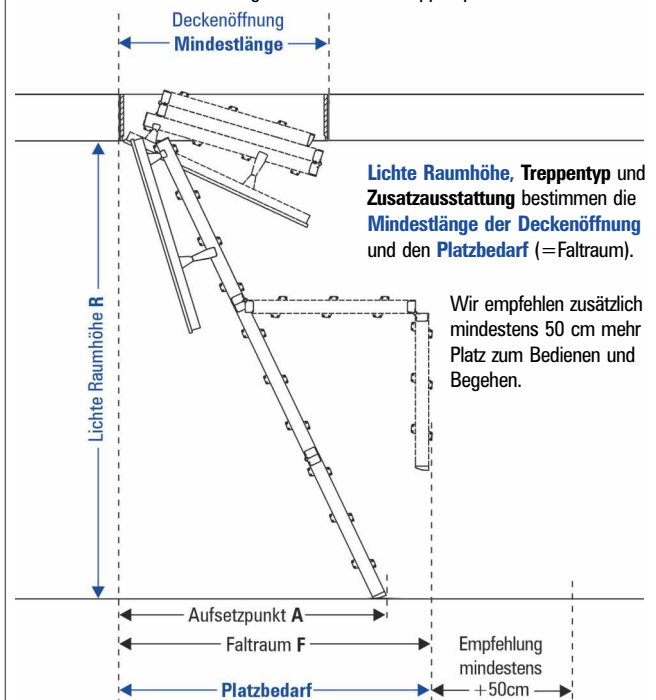 Deckenöffnung
Mindestlänge
Lichte Raumhöhe, Treppentyp und
Zusatzausstattung bestimmen die
Mindestlänge der Deckenöffnung
und den Platzbedarf (=Faltraum).
Wir empfehlen zusätzlich
mindestens 50 cm mehr
Platz zum Bedienen und
Begehen.
Lichte Raumhöhe R
Aufsetzpunkt A
Faltraum F
Empfehlung
mindestens
+50cm
Platzbedarf